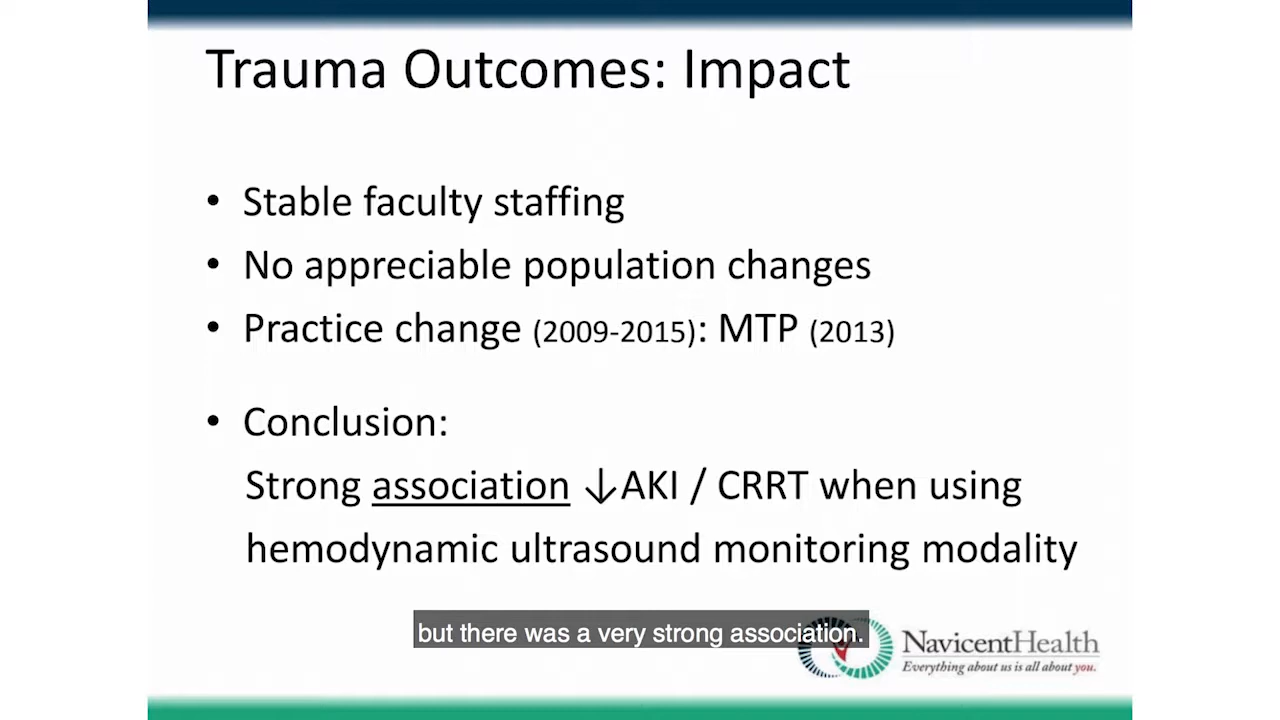 Trauma Outcomes: Impact
• Stable faculty staffing
• No appreciable population changes
• Practice change (2009-2015): MTP (2013)
• Conclusion:
Strong association ↓AKI / CRRT when using
hemodynamic ultrasound monitoring modality
but there was a very strong association.
NavicentHealth
Everything about us is all about you.